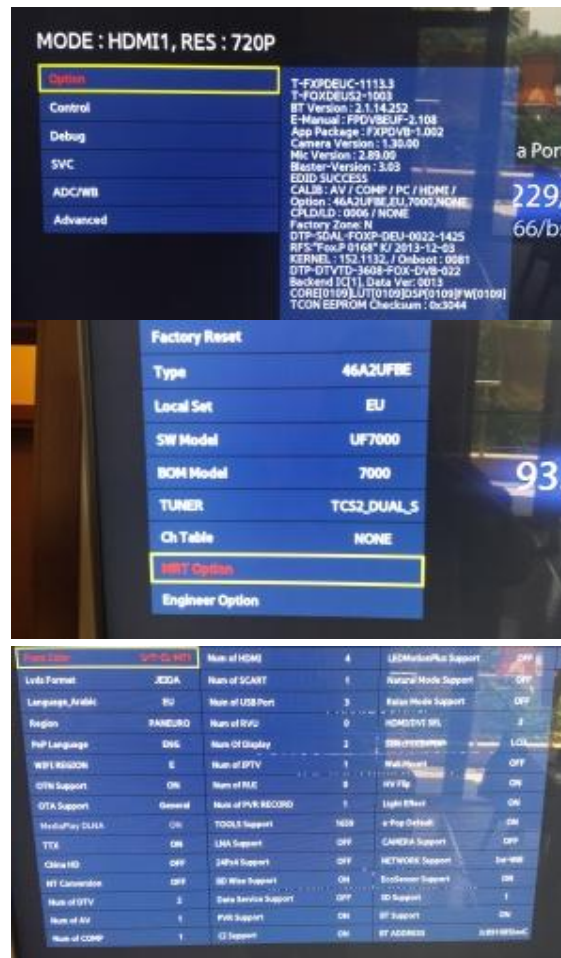 MODE : HDMI1, RES : 720P
Option
Control
Debug
SVC
ADC/WB
Advanced
T-FXPDEUC-1113.3
T-FOXDEUS2-1003
BT Version : 2.1.14.252
E-Manual : FPDVBEUF-2.108
App Package : FXPDVB-1.002
Camera Version : 1.30.00
Mic Version : 2.89.00
Blaster-Version : 3.03
EDID SUCCESS
CALIB : AV / COMP / PC / HDMI /
Option : 46A2UFBE,EU,7000,NONE
CPLD/LD : 0006 / NONE
Factory Zone: N
DTP-SDAL-FOXP-DEU-0022-1425
RFS:"Fox.P 0168" K/ 2013-12-03
KERNEL : 152.1132, / Onboot : 0081
DTP-DTVTD-3608-FOX-DVB-022
Backend IC[1], Data Ver: 0013
CORE[0109]LUT[0109]DSP[0109]FW[0109]
TCON EEPROM Checksum : 0x3044
a Por
229/
66/b
Factory Reset
Type 46A2UFBE
Local Set EU
SW Model UF7000
BOM Model 7000
TUNER TCS2_DUAL_S
Ch Table NONE
MRT Option
Engineer Option
93
Num of HDMI 4 LEDMotionPlus Support OFF
Lvds Format JEIDA Num of SCART 1 Natural Mode Support OFF
Language_Arabic EU Num of USB Port 3 Relax Mode Support OFF
Region PANEURO Num of RVU 0 HDMI/DVI SEL 2
PnP Language ENG Num Of Display 2
WIFI REGION E Num of IPTV 1 Wall Mount OFF
OTN Support ON Num of RUE 8 HV Flip ON
OTA Support General Num of PVR RECORD 1 Light Effect ON
MediaPlay DLNA ON TOOLS Support e-Pop Default ON
TTX ON LNA Support OFF CAMERA Support OFF
China HD OFF 24Px4 Support OFF NETWORK Support
NT Conversion OFF BD Wise Support ON EcoSensor Support ON
Num of DTV 2 Data Service Support OFF 3D Support 1
Num of AV 1 PVR Support ON BT Support ON
Num of COMP 1 CI Support ON BT ADDRESS